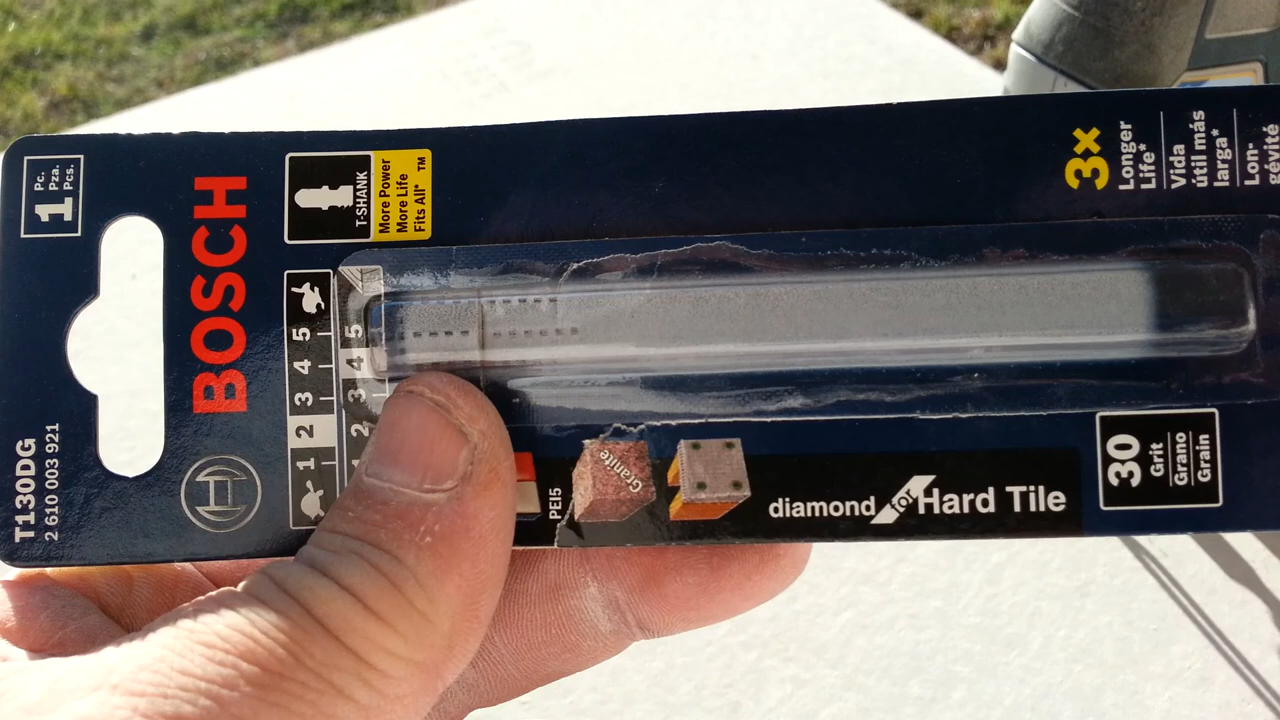 1
Pc.
Pza.
Pcs.
BOSCH
T130DG
2 610 003 921
T-SHANK
More Power
More Life
Fits All* ™
5
4
3
2
1
5
4
3
2
3×
Longer
Life*
Vida
útil más
larga*
Lon-
gévité
PEI5
Granite
diamond for Hard Tile
30
Grit
Grano
Grain